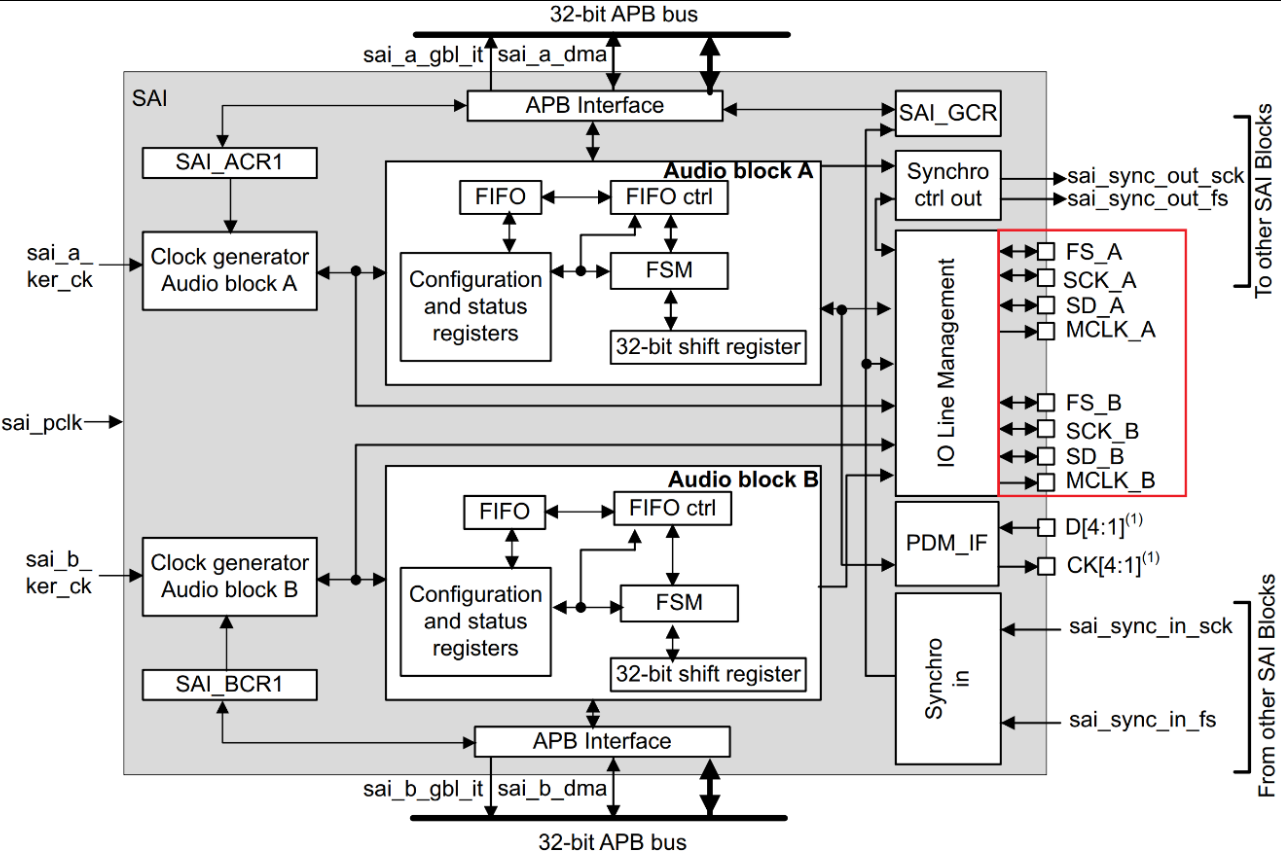 32-bit APB bus
sai_a_gbl_it
sai_a_dma
SAI
APB Interface
SAI_GCR
SAI_ACR1
Audio block A
Synchro
ctrl out
sai_sync_out_sck
sai_sync_out_fs
To other SAI Blocks
FIFO
FIFO ctrl
sai_a_
ker_ck
Clock generator
Audio block A
Configuration
and status
registers
FSM
32-bit shift register
IO Line Management
FS_A
SCK_A
SD_A
MCLK_A
FS_B
SCK_B
SD_B
MCLK_B
sai_pclk
Audio block B
FIFO
FIFO ctrl
sai_b_
ker_ck
Clock generator
Audio block B
Configuration
and status
registers
FSM
32-bit shift register
PDM_IF
D[4:1](1)
CK[4:1](1)
SAI_BCR1
Synchro
in
sai_sync_in_sck
sai_sync_in_fs
From other SAI Blocks
APB Interface
sai_b_gbl_it
sai_b_dma
32-bit APB bus